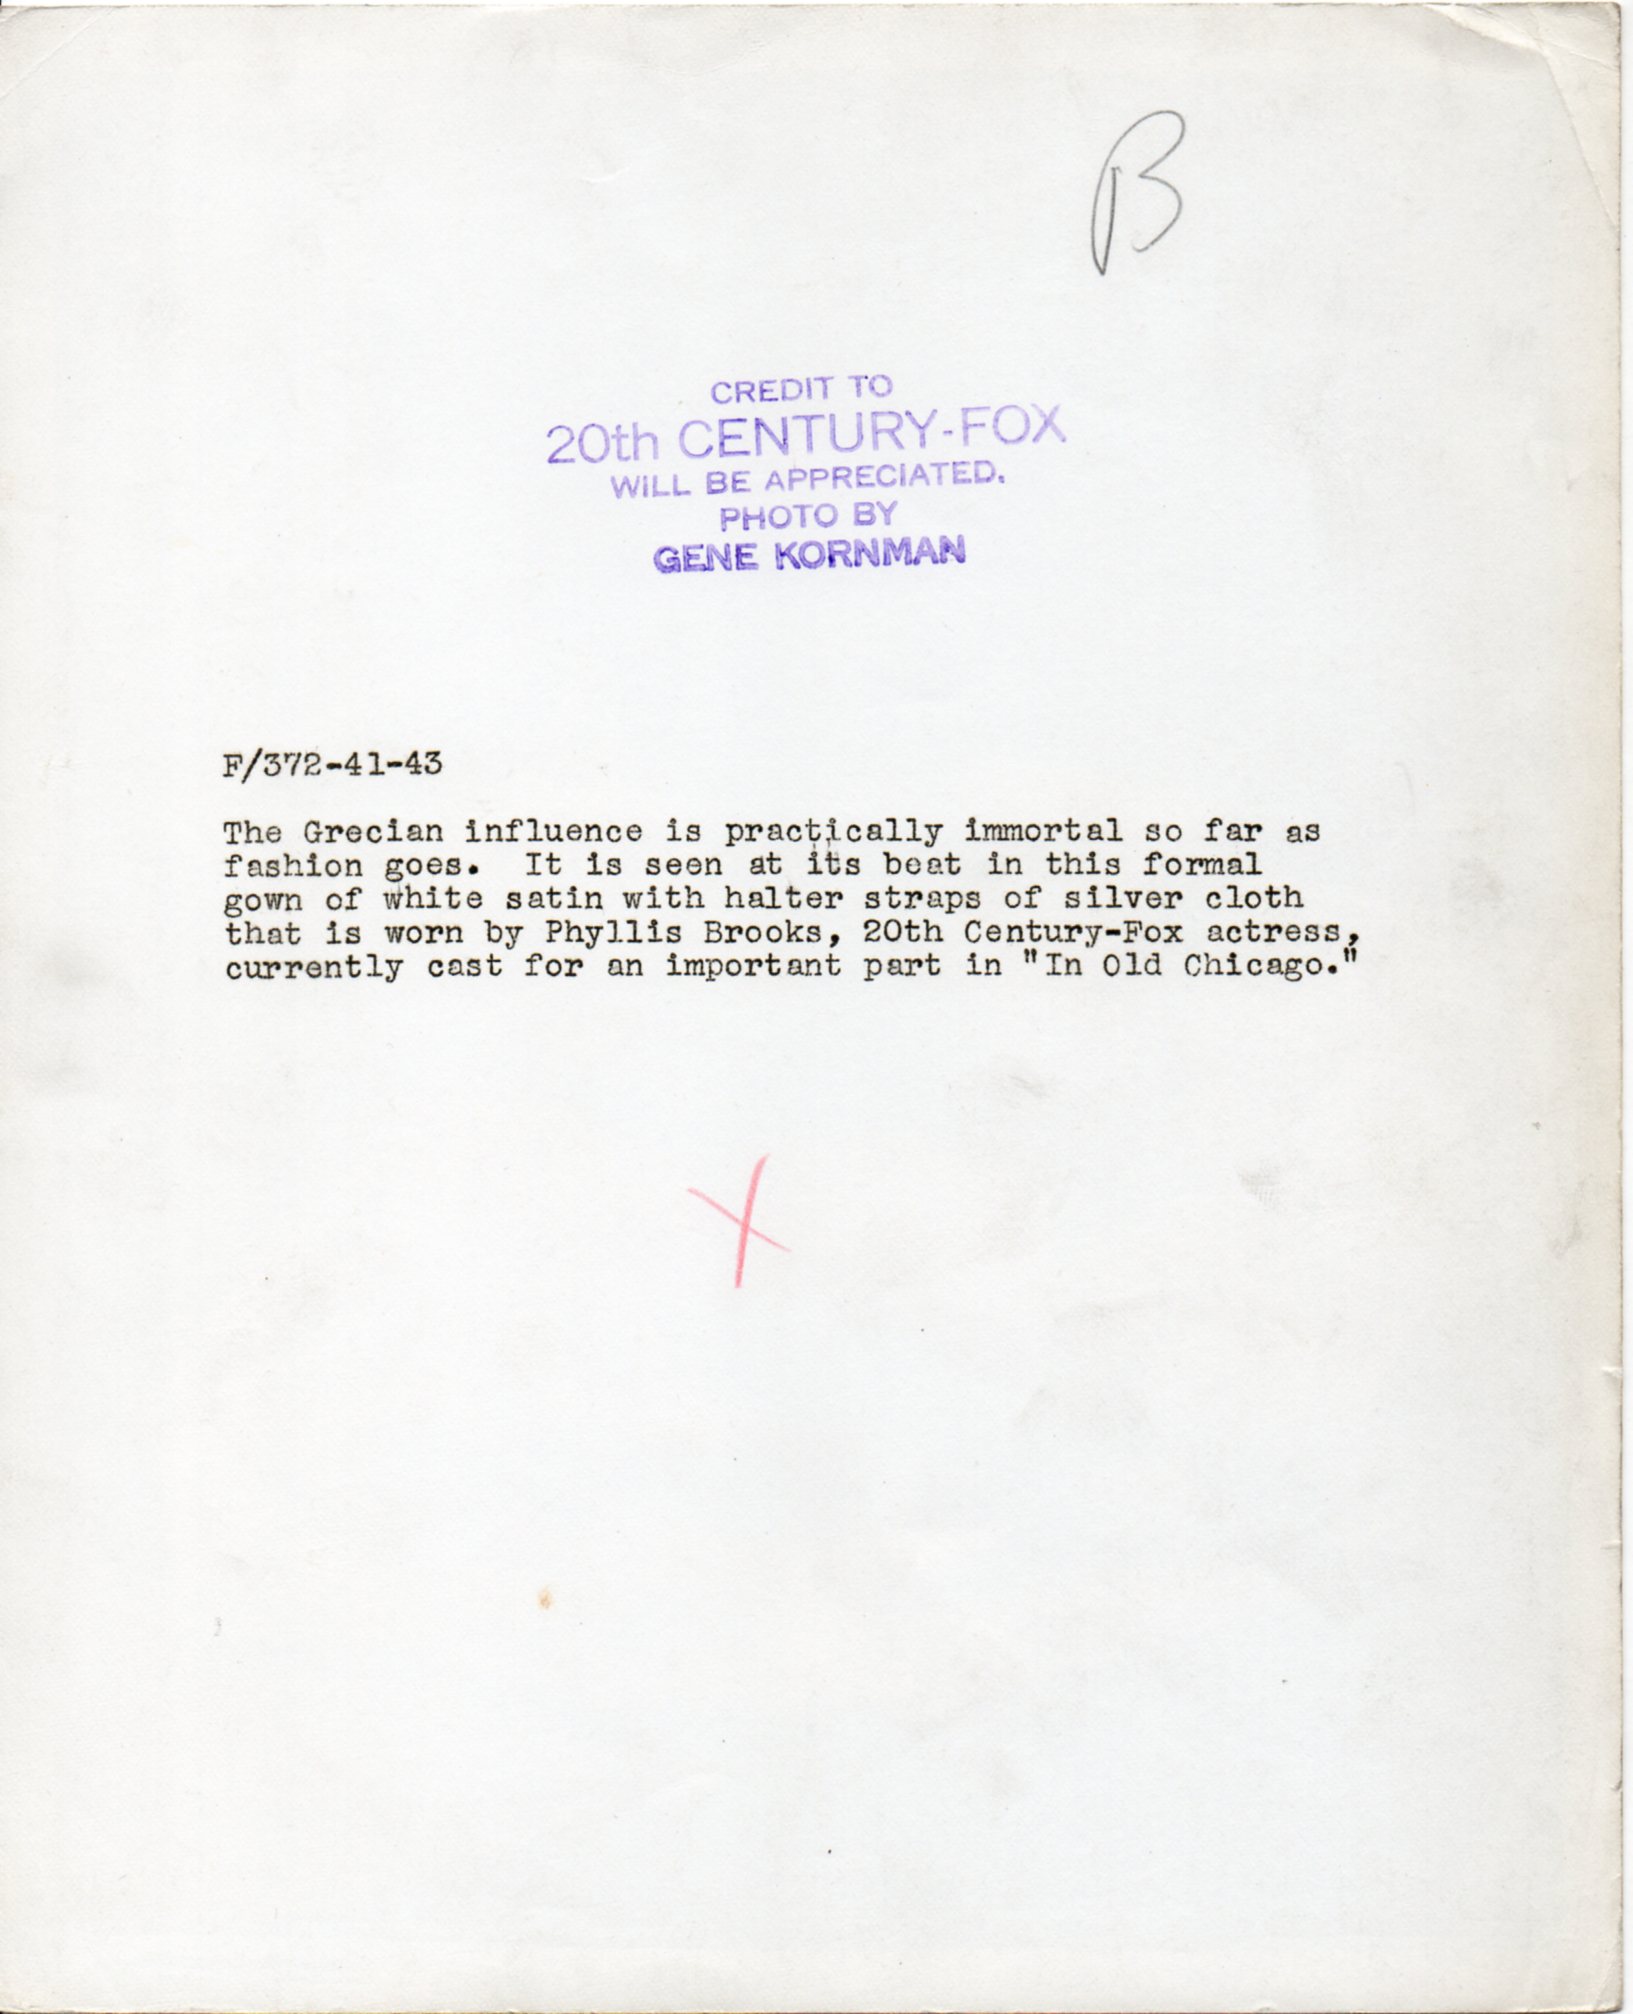 B
CREDIT TO
20th CENTURY-FOX
WILL BE APPRECIATED.
PHOTO BY
GENE KORNMAN
F/372-41-43
The Grecian influence is practically immortal so far as
fashion goes.  It is seen at its beat in this formal
gown of white satin with halter straps of silver cloth
that is worn by Phyllis Brooks, 20th Century-Fox actress,
currently cast for an important part in "In Old Chicago."
X